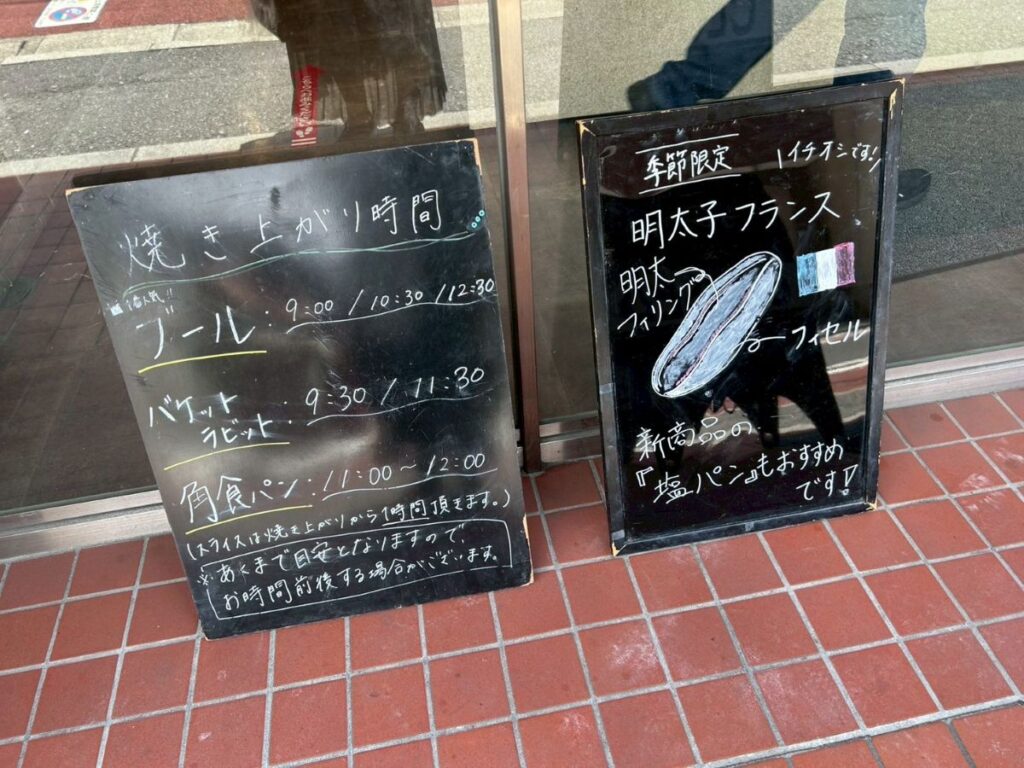 焼き上がり時間
1番人気!!
ブール：9:00 / 10:30 / 12:30
バケット
ラビット：9:30 / 11:30
角食パン：11:00～12:00
(スライスは焼き上がりから1時間頂きます。)
※あくまで目安となりますので、
お時間前後する場合がございます。
季節限定
イチオシです!
明太子フランス
明太
フィリング
フィセル
新商品の
『塩パン』もおすすめ
です!